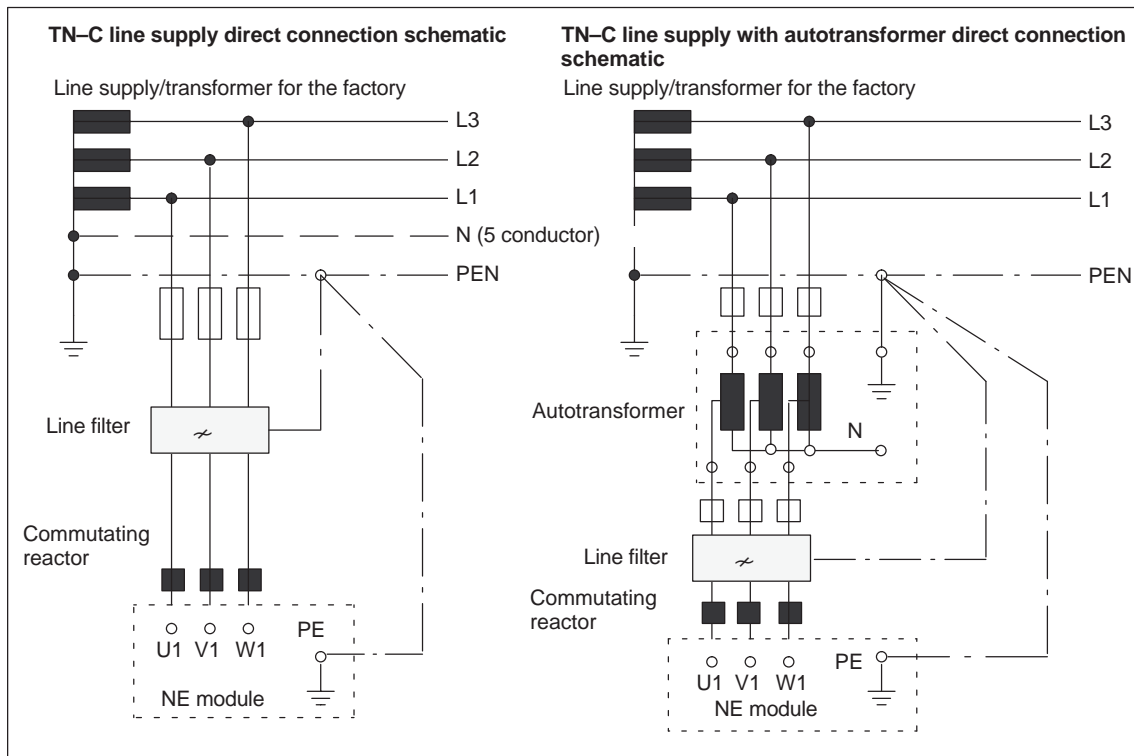 TN–C line supply direct connection schematic
Line supply/transformer for the factory
L3
L2
L1
N (5 conductor)
PEN
Line filter
Commutating
reactor
PE
U1 V1 W1
NE module
TN–C line supply with autotransformer direct connection
schematic
Line supply/transformer for the factory
L3
L2
L1
PEN
Autotransformer
N
Line filter
Commutating
reactor
PE
U1 V1 W1
NE module